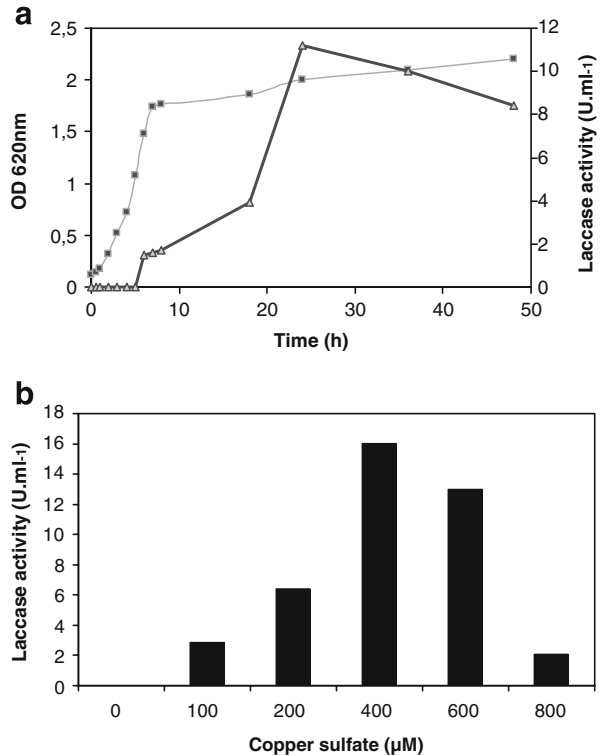 a
2,5
2
1,5
1
0,5
0
OD 620nm
12
10
8
6
4
2
0
Laccase activity (U.ml-1)
0 10 20 30 40 50
Time (h)
b
18
16
14
12
10
8
6
4
2
0
Laccase activity (U.ml-1)
0 100 200 400 600 800
Copper sulfate (µM)